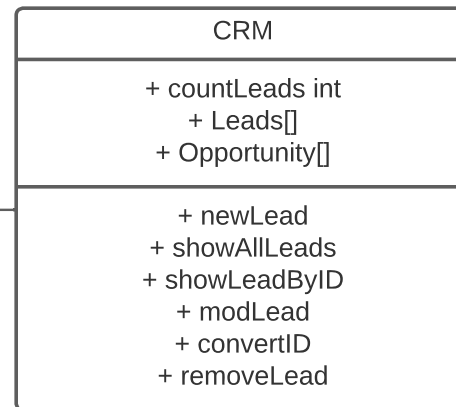 CRM
+ countLeads int
+ Leads[]
+ Opportunity[]
+ newLead
+ showAllLeads
+ showLeadByID
+ modLead
+ convertID
+ removeLead